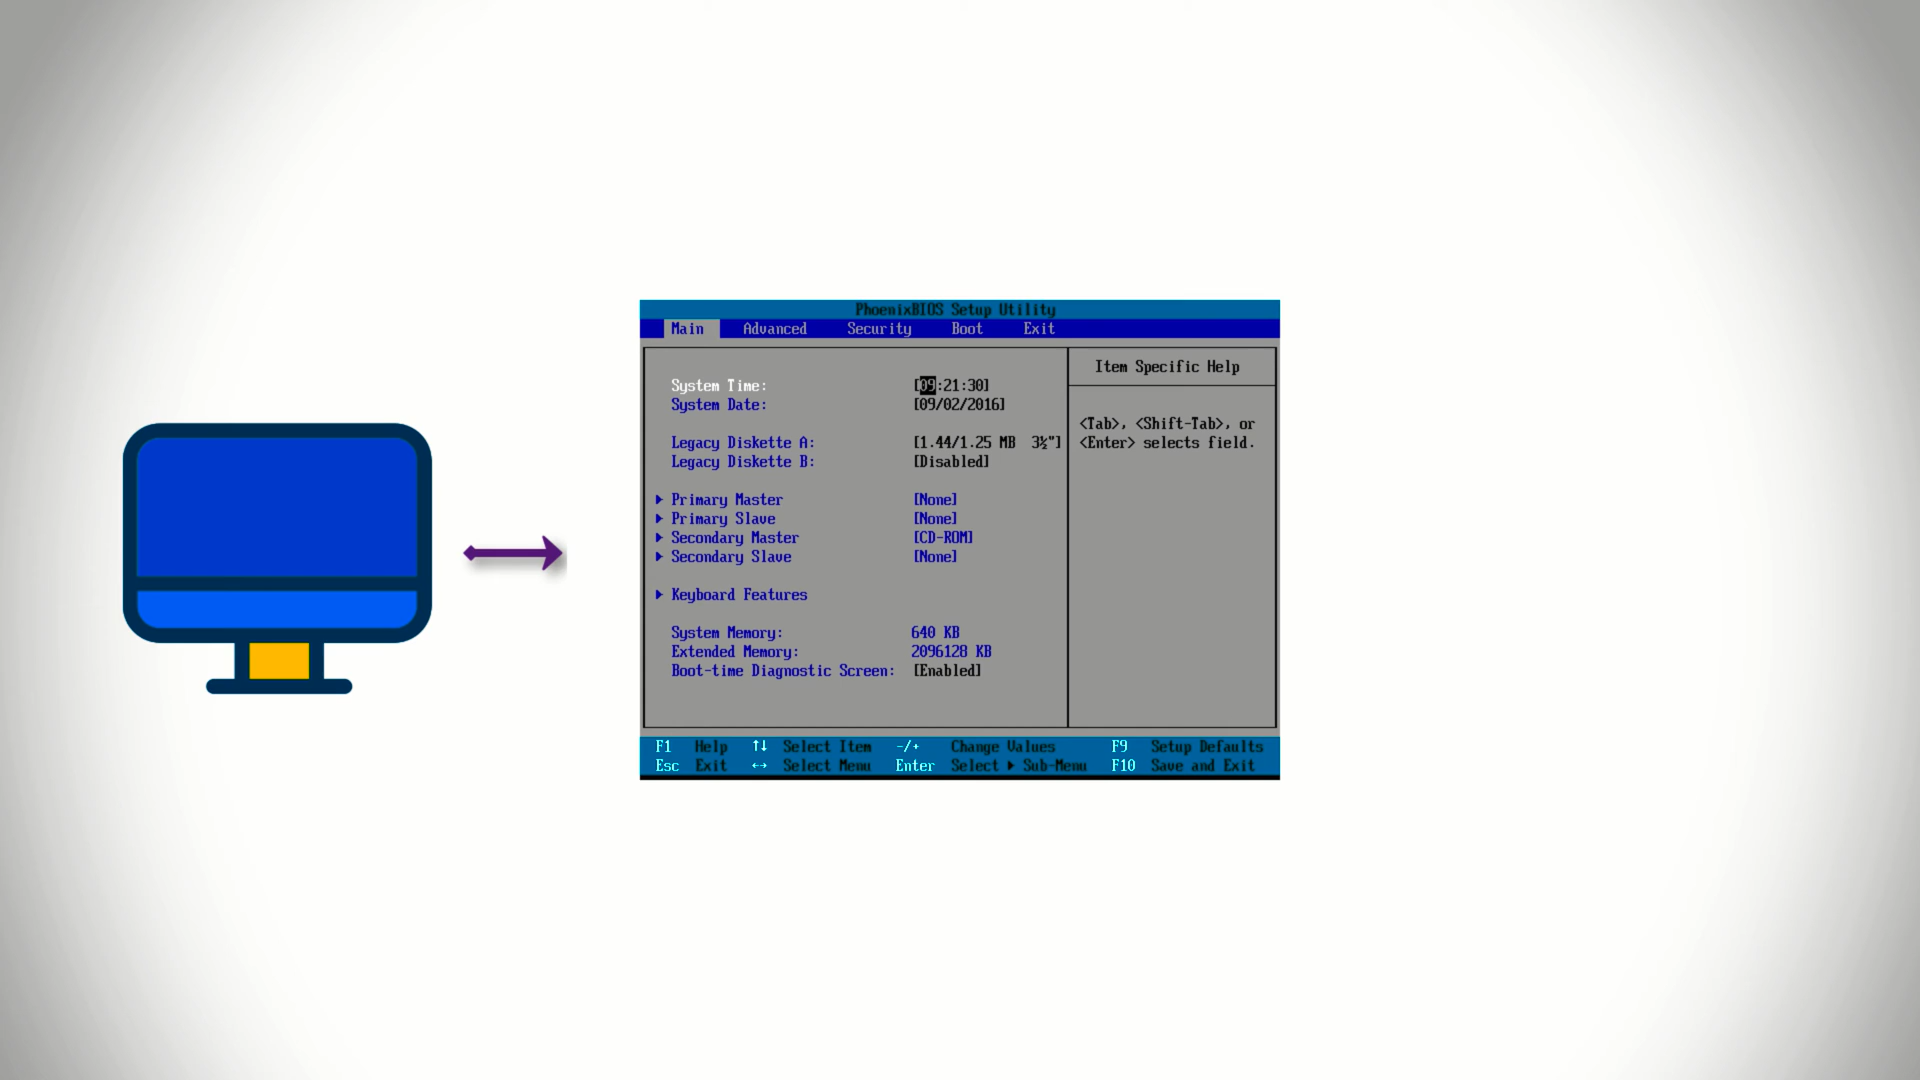 PhoenixBIOS Setup Utility
Main Advanced Security Boot Exit
Item Specific Help
System Time: [09:21:30]
System Date: [09/02/2016]
<Tab>, <Shift-Tab>, or
<Enter> selects field.
Legacy Diskette A: [1.44/1.25 MB 3½"]
Legacy Diskette B: [Disabled]
▶ Primary Master [None]
▶ Primary Slave [None]
▶ Secondary Master [CD-ROM]
▶ Secondary Slave [None]
▶ Keyboard Features
System Memory: 640 KB
Extended Memory: 2096128 KB
Boot-time Diagnostic Screen: [Enabled]
F1 Help ↑↓ Select Item -/+ Change Values F9 Setup Defaults
Esc Exit ↔ Select Menu Enter Select ▶ Sub-Menu F10 Save and Exit